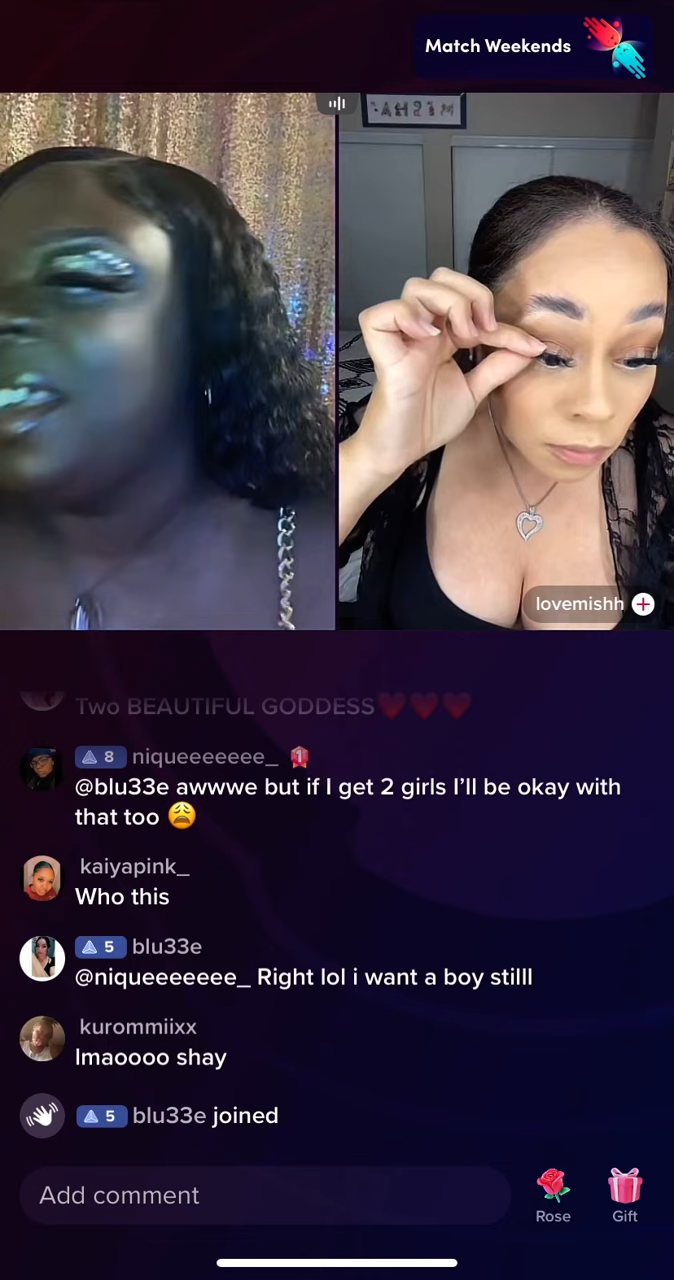 Match Weekends
lovemishh
Two BEAUTIFUL GODDESS❤️❤️❤️
8 niqueeeeeee_ 1
@blu33e awwwe but if I get 2 girls I’ll be okay with
that too 😩
kaiyapink_
Who this
5 blu33e
@niqueeeeeee_ Right lol i want a boy stilll
kurommiixx
lmaoooo shay
5 blu33e joined
Add comment
Rose
Gift